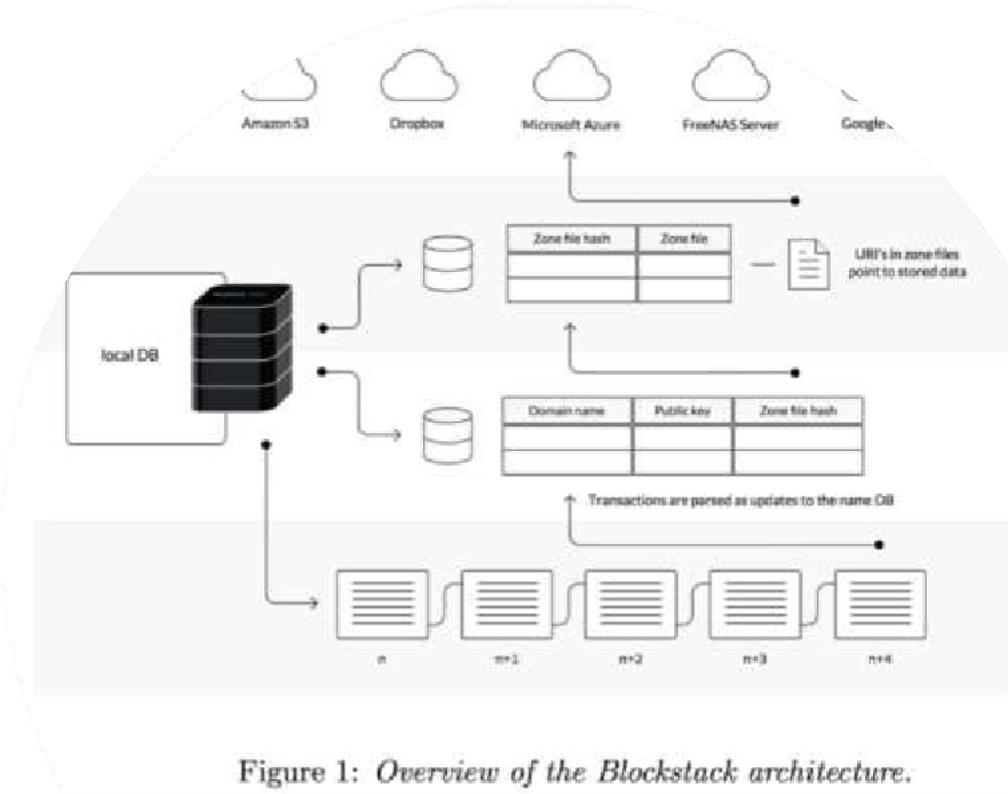 Amazon S3
Dropbox
Microsoft Azure
FreeNAS Server
Google
Zone file hash
Zone file
URI's in zone files
point to stored data
local DB
Domain name
Public key
Zone file hash
Transactions are parsed as updates to the name DB
n
n+1
n+2
n+3
n+4
Figure 1: Overview of the Blockstack architecture.